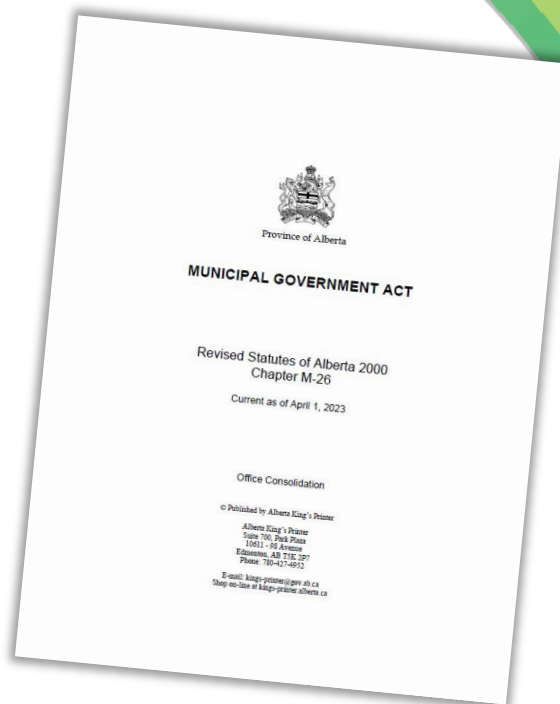 Province of Alberta
MUNICIPAL GOVERNMENT ACT
Revised Statutes of Alberta 2000
Chapter M-26
Current as of April 1, 2023
Office Consolidation
© Published by Alberta King's Printer
Alberta King's Printer
Suite 700, Park Plaza
10611 - 98 Avenue
Edmonton, AB T5K 2P7
Phone: 780-427-4952
E-mail: kings-printer@gov.ab.ca
Shop on-line at kings-printer.alberta.ca